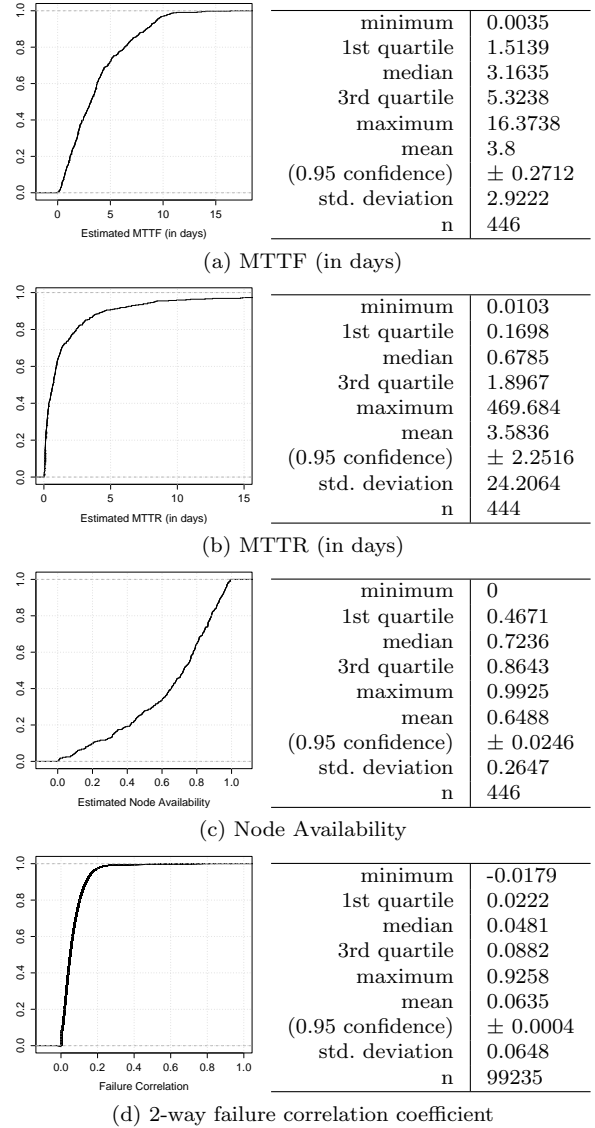 0.0 0.2 0.4 0.6 0.8 1.0
0 5 10 15
Estimated MTTF (in days)
minimum 0.0035
1st quartile 1.5139
median 3.1635
3rd quartile 5.3238
maximum 16.3738
mean 3.8
(0.95 confidence) ± 0.2712
std. deviation 2.9222
n 446
(a) MTTF (in days)
0.0 0.2 0.4 0.6 0.8 1.0
0 5 10 15
Estimated MTTR (in days)
minimum 0.0103
1st quartile 0.1698
median 0.6785
3rd quartile 1.8967
maximum 469.684
mean 3.5836
(0.95 confidence) ± 2.2516
std. deviation 24.2064
n 444
(b) MTTR (in days)
0.0 0.2 0.4 0.6 0.8 1.0
0.0 0.2 0.4 0.6 0.8 1.0
Estimated Node Availability
minimum 0
1st quartile 0.4671
median 0.7236
3rd quartile 0.8643
maximum 0.9925
mean 0.6488
(0.95 confidence) ± 0.0246
std. deviation 0.2647
n 446
(c) Node Availability
0.0 0.2 0.4 0.6 0.8 1.0
0.0 0.2 0.4 0.6 0.8 1.0
Failure Correlation
minimum -0.0179
1st quartile 0.0222
median 0.0481
3rd quartile 0.0882
maximum 0.9258
mean 0.0635
(0.95 confidence) ± 0.0004
std. deviation 0.0648
n 99235
(d) 2-way failure correlation coefficient